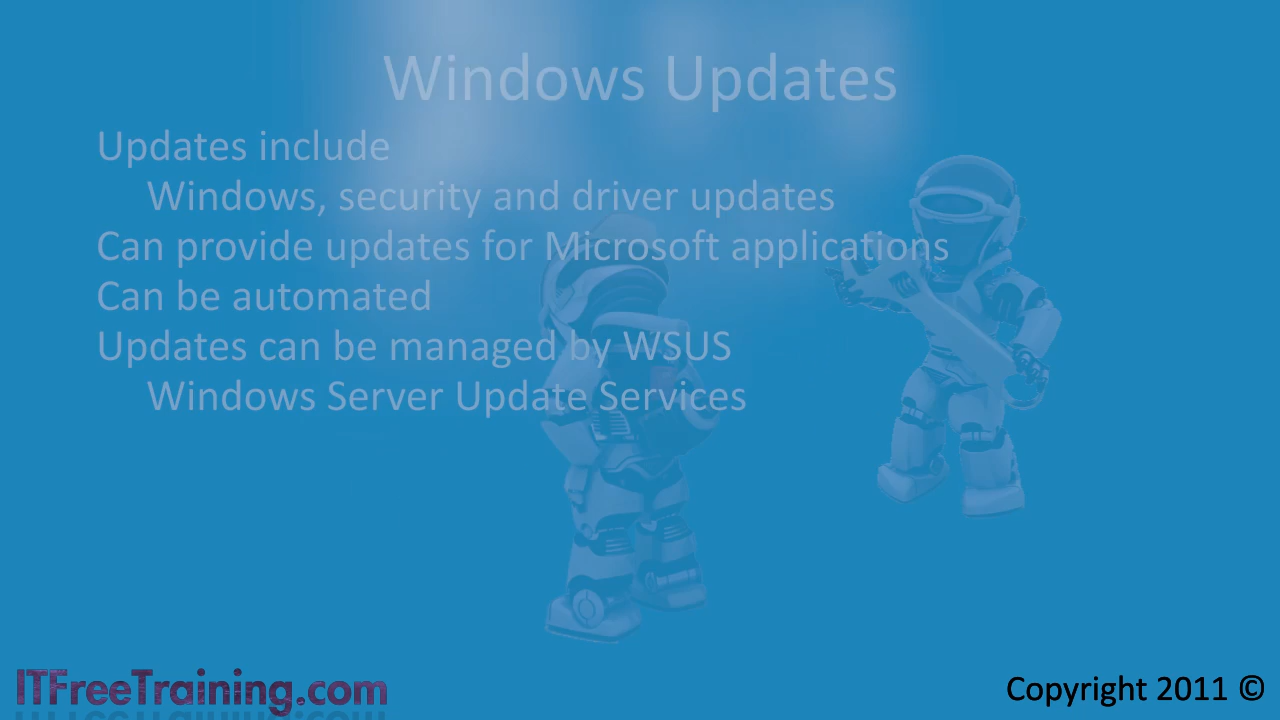 Windows Updates
Updates include
Windows, security and driver updates
Can provide updates for Microsoft applications
Can be automated
Updates can be managed by WSUS
Windows Server Update Services
ITFreeTraining.com
Copyright 2011 ©